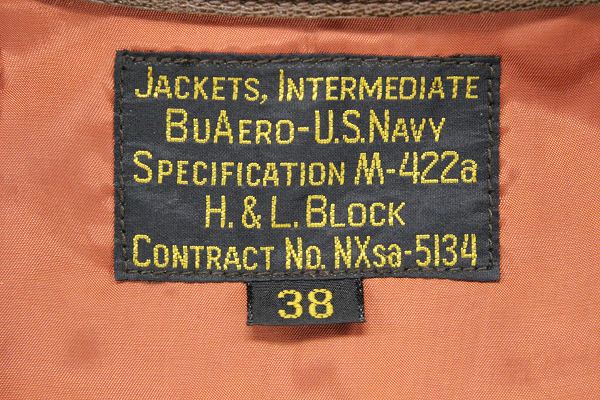 JACKETS, INTERMEDIATE
BUAERO-U.S.NAVY
SPECIFICATION M-422a
H. & L. BLOCK
CONTRACT NO. NXsa-5134
38